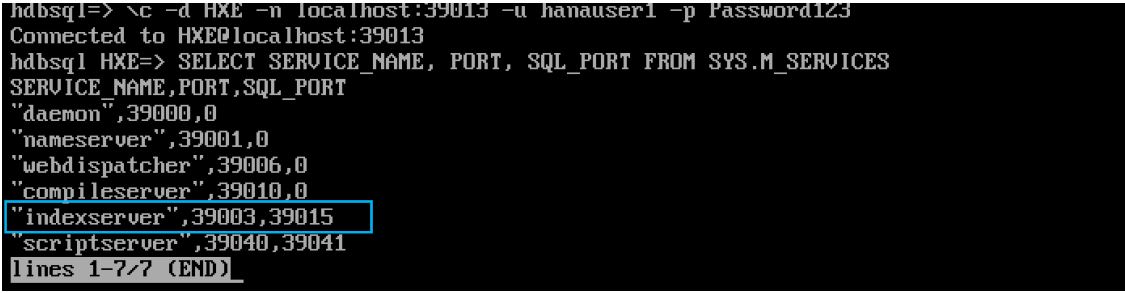 hdbsql=> \c -d HXE -n localhost:39013 -u hanauser1 -p Password123
Connected to HXE@localhost:39013
hdbsql HXE=> SELECT SERVICE_NAME, PORT, SQL_PORT FROM SYS.M_SERVICES
SERVICE_NAME,PORT,SQL_PORT
"daemon",39000,0
"nameserver",39001,0
"webdispatcher",39006,0
"compileserver",39010,0
"indexserver",39003,39015
"scriptserver",39040,39041
lines 1-7/7 (END)_